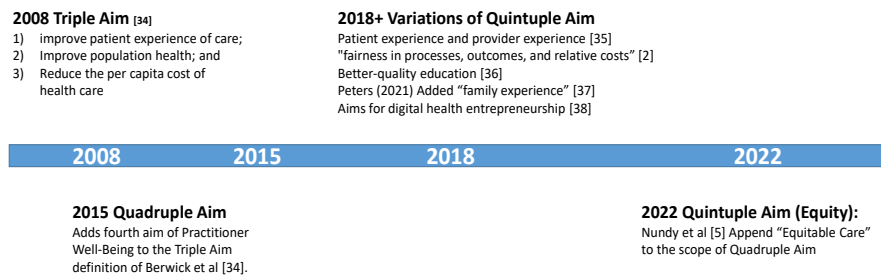 2008 Triple Aim [34]
1) improve patient experience of care;
2) Improve population health; and
3) Reduce the per capita cost of
health care
2018+ Variations of Quintuple Aim
Patient experience and provider experience [35]
"fairness in processes, outcomes, and relative costs” [2]
Better-quality education [36]
Peters (2021) Added “family experience” [37]
Aims for digital health entrepreneurship [38]
2008 2015 2018 2022
2015 Quadruple Aim
Adds fourth aim of Practitioner
Well-Being to the Triple Aim
definition of Berwick et al [34].
2022 Quintuple Aim (Equity):
Nundy et al [5] Append “Equitable Care”
to the scope of Quadruple Aim